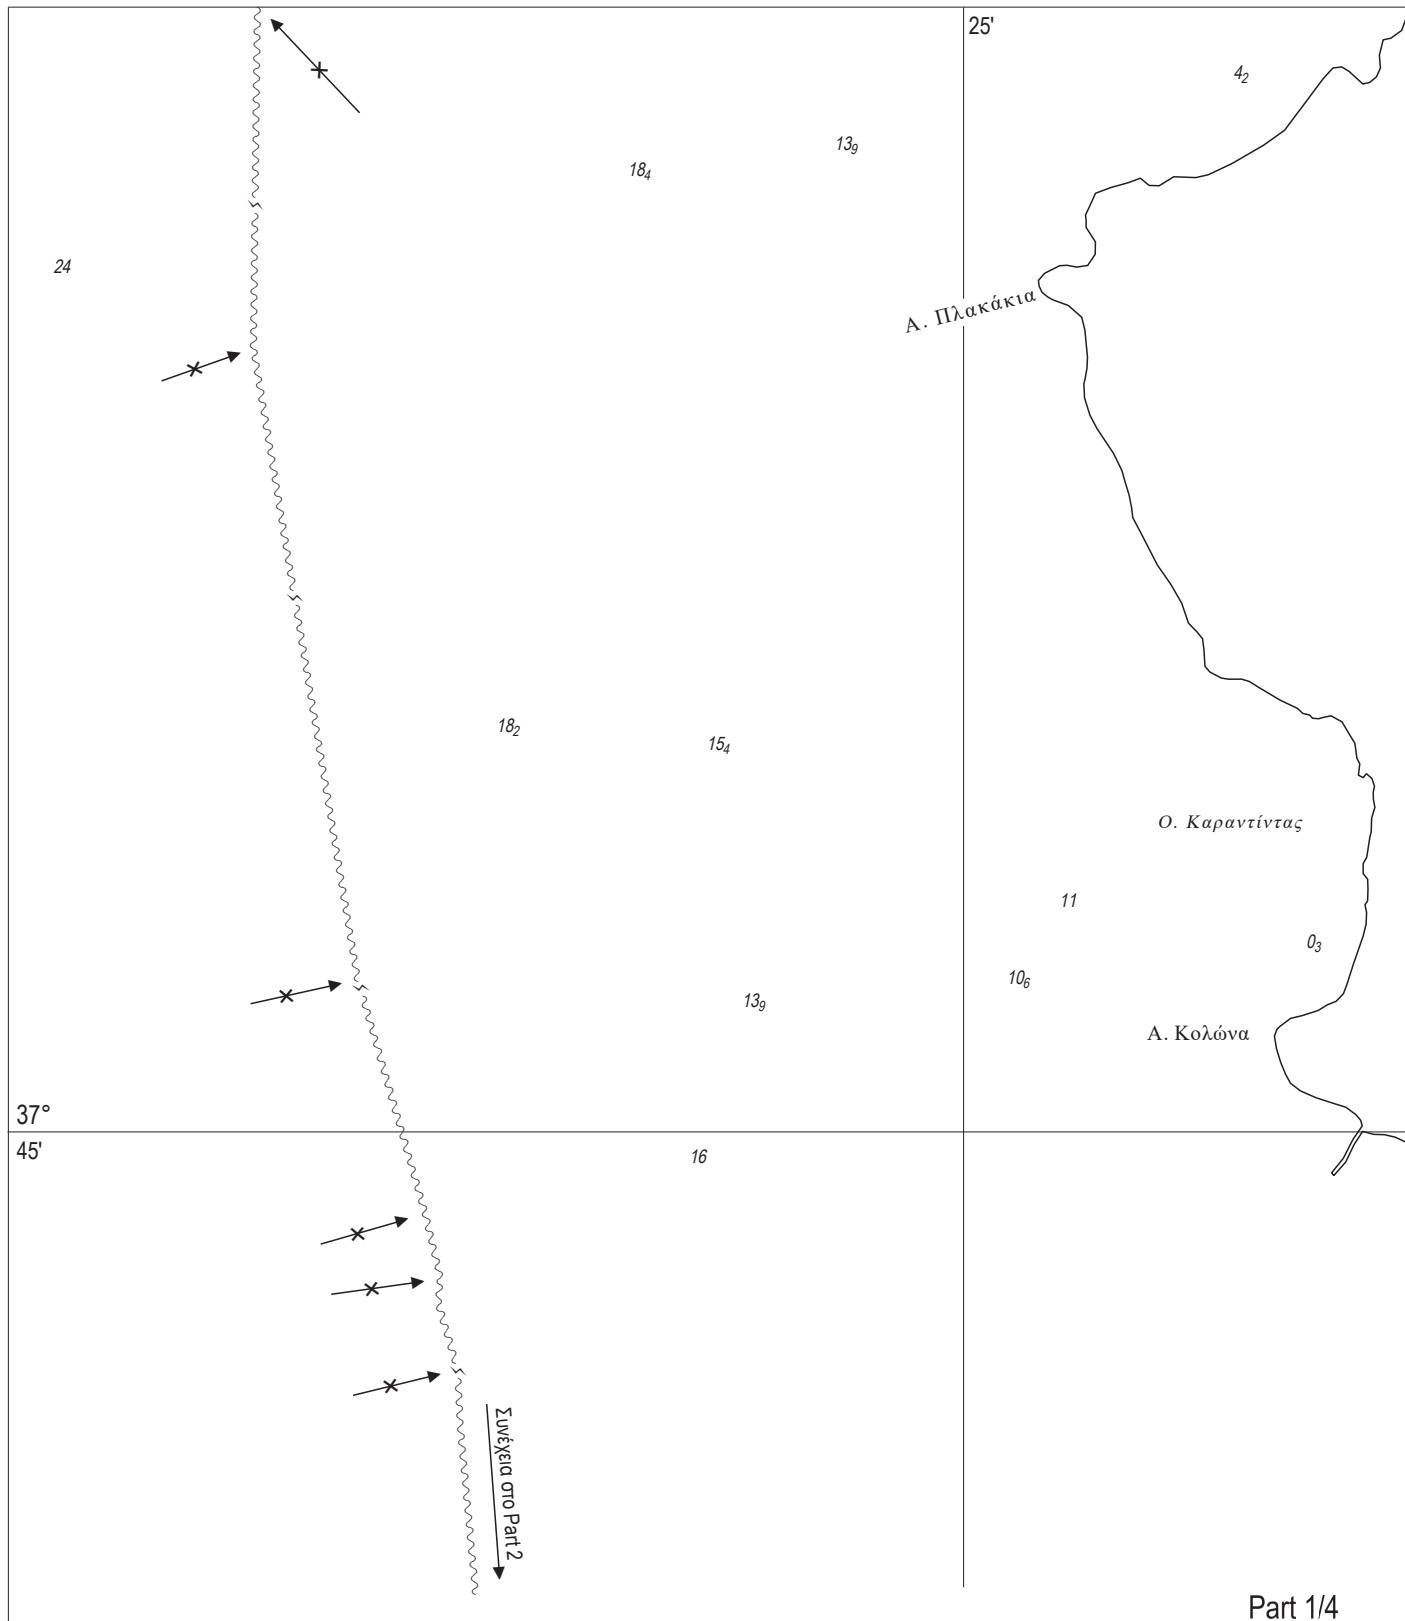 25'
4₂
13₉
18₄
24
Α. Πλακάκια
18₂
15₄
Ο. Καραντίντας
11
0₃
10₆
13₉
Α. Κολώνα
37°
45'
16
Συνέχεια στο Part 2
Part 1/4